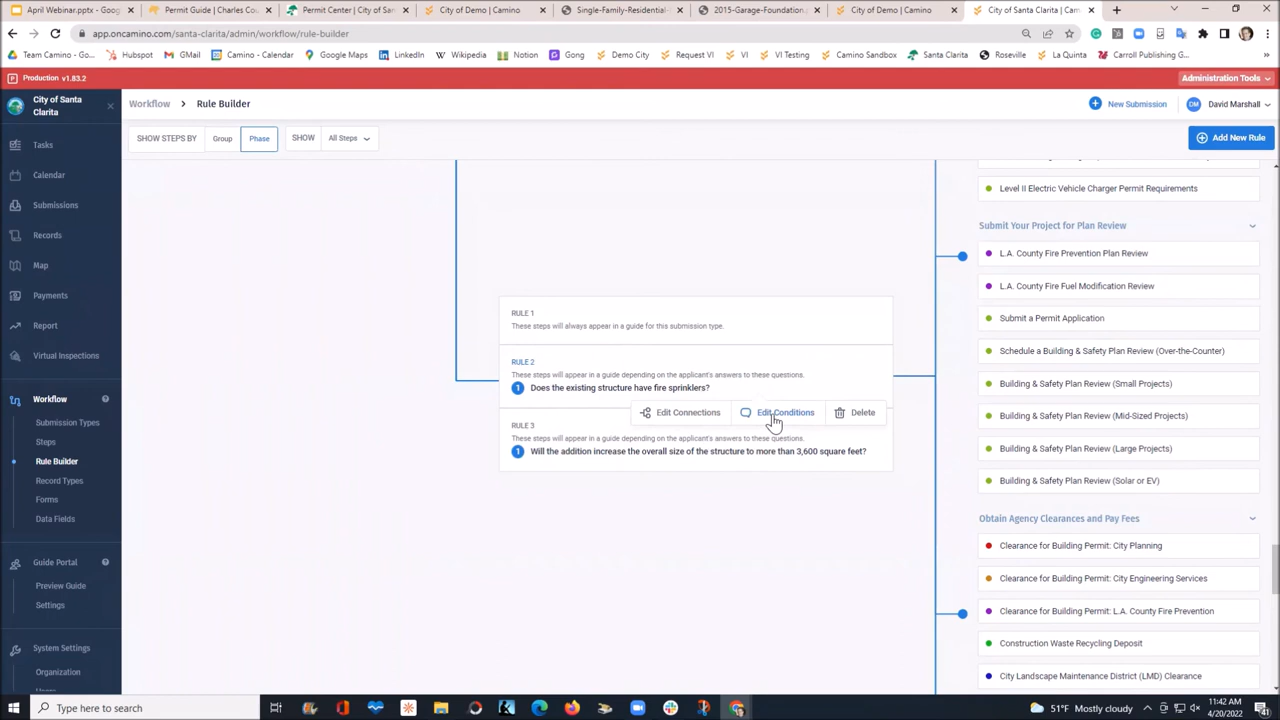 April Webinar.pptx - Goog
Permit Guide | Charles Cou
Permit Center | City of San
City of Demo | Camino
Single-Family-Residential-
2015-Garage-Foundation.
City of Demo | Camino
City of Santa Clarita | Cam
app.oncamino.com/santa-clarita/admin/workflow/rule-builder
Team Camino - Goo...
Prospect
GMail
Camino - Calendar
Google Maps
LinkedIn
Wikipedia
Notion
Gong
Demo City
Request VI
VI
VI Testing
Camino Sandbox
Santa Clarita
Roseville
La Quinta
Carroll Publishing G...
Production v1.83.2
Administration Tools
City of Santa Clarita
Workflow > Rule Builder
New Submission
DM David Marshall
SHOW STEPS BY Group Phase SHOW All Steps
Add New Rule
Tasks
Calendar
Submissions
Records
Map
Payments
Report
Virtual Inspections
Workflow
Submission Types
Steps
Rule Builder
Record Types
Forms
Data Fields
Guide Portal
Preview Guide
Settings
System Settings
Organization
RULE 1
These steps will always appear in a guide for this submission type.
RULE 2
These steps will appear in a guide depending on the applicant's answers to these questions.
1 Does the existing structure have fire sprinklers?
Edit Connections Edit Conditions Delete
RULE 3
These steps will appear in a guide depending on the applicant's answers to these questions.
1 Will the addition increase the overall size of the structure to more than 3,600 square feet?
Level II Electric Vehicle Charger Permit Requirements
Submit Your Project for Plan Review
L.A. County Fire Prevention Plan Review
L.A. County Fire Fuel Modification Review
Submit a Permit Application
Schedule a Building & Safety Plan Review (Over-the-Counter)
Building & Safety Plan Review (Small Projects)
Building & Safety Plan Review (Mid-Sized Projects)
Building & Safety Plan Review (Large Projects)
Building & Safety Plan Review (Solar or EV)
Obtain Agency Clearances and Pay Fees
Clearance for Building Permit: City Planning
Clearance for Building Permit: City Engineering Services
Clearance for Building Permit: L.A. County Fire Prevention
Construction Waste Recycling Deposit
City Landscape Maintenance District (LMD) Clearance
Type here to search
51°F Mostly cloudy
11:42 AM
4/20/2022
41